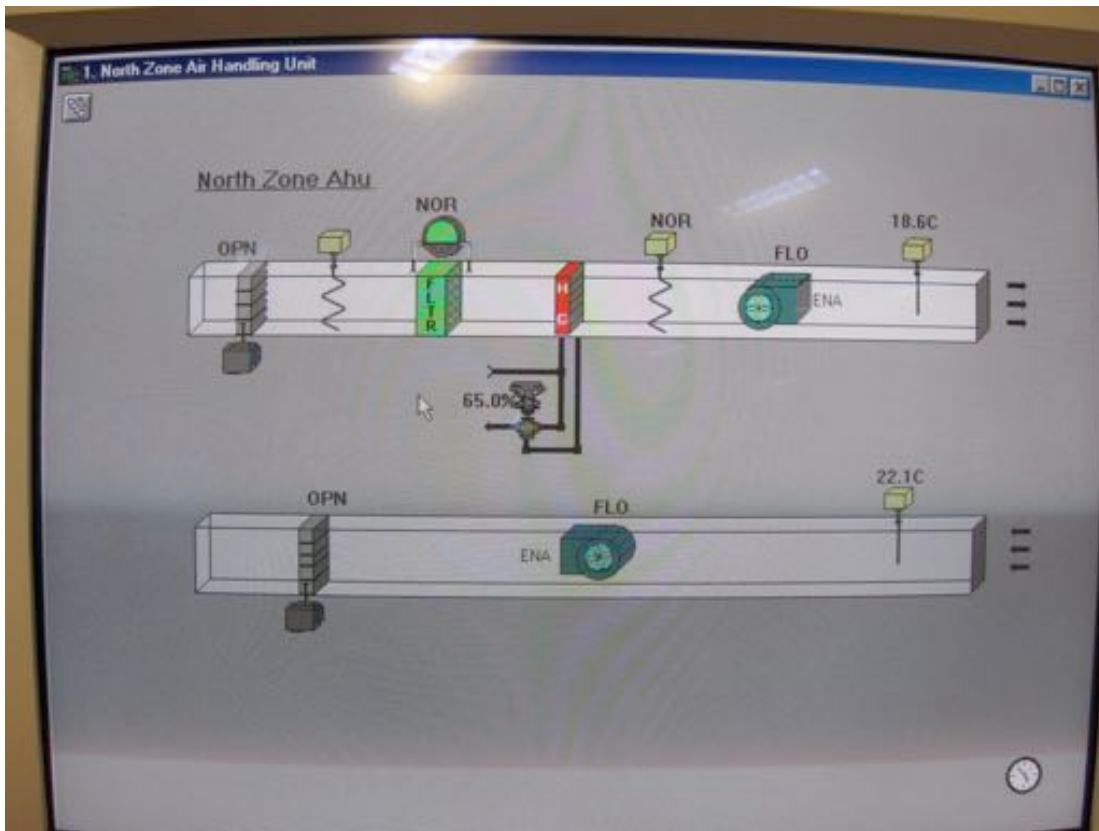 1. North Zone Air Handling Unit
North Zone Ahu
NOR
NOR
18.6C
OPN
FLO
FLTR
H C
ENA
65.0%
22.1C
OPN
FLO
ENA